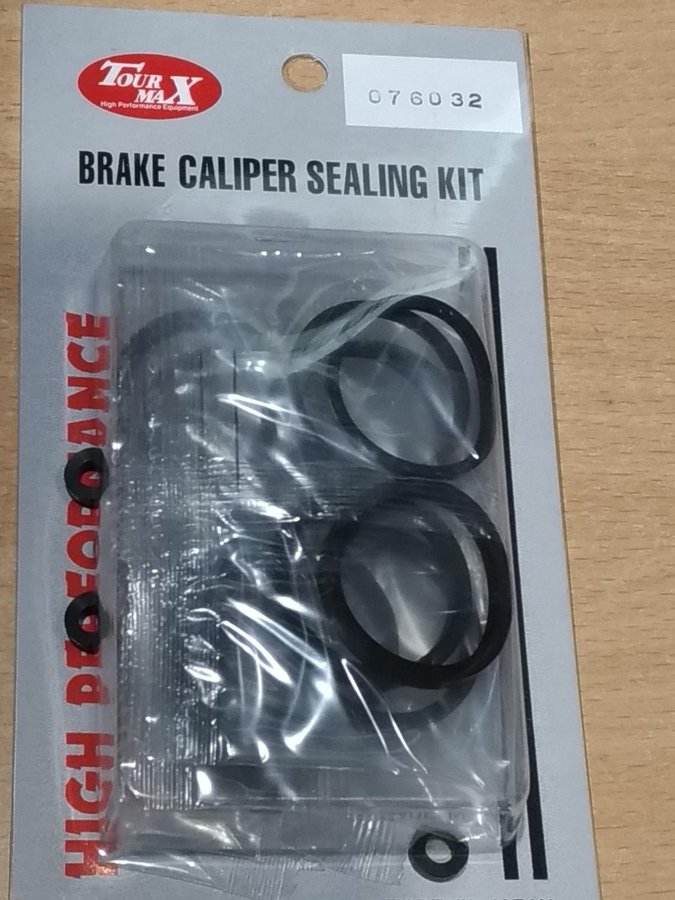 TOUR
MAX
High Performance Equipment
076032
BRAKE CALIPER SEALING KIT
HIGH PERFORMANCE